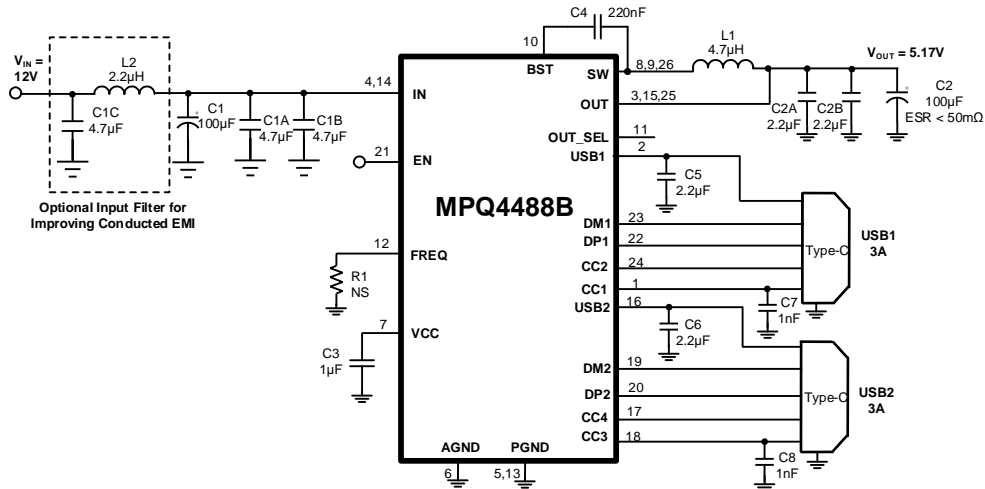 C4
220nF
10
BST
V_IN =
12V
L2
2.2µH
C1C
4.7µF
C1
100µF
C1A
4.7µF
C1B
4.7µF
Optional Input Filter for
Improving Conducted EMI
4,14
IN
21
EN
12
FREQ
R1
NS
7
VCC
C3
1µF
MPQ4488B
AGND
6
PGND
5,13
SW
8,9,26
L1
4.7µH
V_OUT = 5.17V
OUT
3,15,25
C2A
2.2µF
C2B
2.2µF
C2
100µF
ESR < 50mΩ
OUT_SEL
11
USB1
2
C5
2.2µF
DM1
23
DP1
22
CC2
24
CC1
1
C7
1nF
Type-C
USB1
3A
USB2
16
C6
2.2µF
DM2
19
DP2
20
CC4
17
CC3
18
C8
1nF
Type-C
USB2
3A